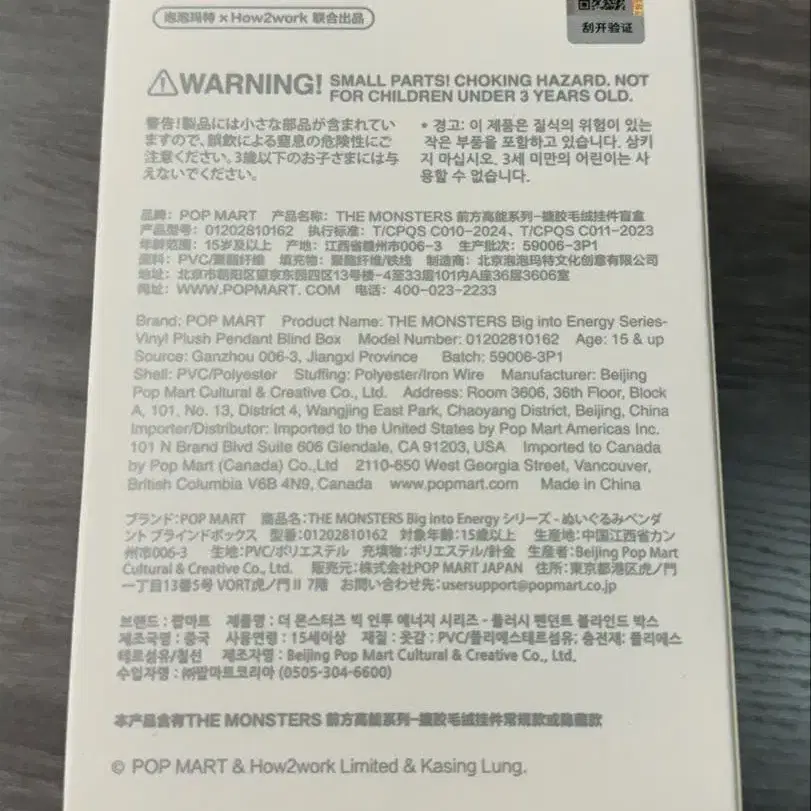 泡泡玛特 × How2work 联合出品
刮开验证
WARNING! SMALL PARTS! CHOKING HAZARD. NOT FOR CHILDREN UNDER 3 YEARS OLD.
警告!製品には小さな部品が含まれてい
ますので、誤飲による窒息の危険性にご
注意ください。3歳以下のお子さまには与
えないでください。
* 경고: 이 제품은 질식의 위험이 있는
작은 부품을 포함하고 있습니다. 삼키
지 마십시오. 3세 미만의 어린이는 사
용할 수 없습니다.
品牌: POP MART 产品名称: THE MONSTERS 前方高能系列-搪胶毛绒挂件盲盒
产品型号: 01202810162 执行标准: T/CPQS C010-2024、T/CPQS C011-2023
年龄范围: 15岁及以上 产地: 江西省赣州市006-3 生产批次: 59006-3P1
面料: PVC/聚酯纤维 填充物: 聚酯纤维/铁线 制造商: 北京泡泡玛特文化创意有限公司
地址: 北京市朝阳区望京东园四区13号楼-4至33层101内A座36层3606室
网址: WWW.POPMART.COM 电话: 400-023-2233
Brand: POP MART Product Name: THE MONSTERS Big into Energy Series-
Vinyl Plush Pendant Blind Box Model Number: 01202810162 Age: 15 & up
Source: Ganzhou 006-3, Jiangxi Province Batch: 59006-3P1
Shell: PVC/Polyester Stuffing: Polyester/Iron Wire Manufacturer: Beijing
Pop Mart Cultural & Creative Co., Ltd. Address: Room 3606, 36th Floor, Block
A, 101, No. 13, District 4, Wangjing East Park, Chaoyang District, Beijing, China
Importer/Distributor: Imported to the United States by Pop Mart Americas Inc.
101 N Brand Blvd Suite 606 Glendale, CA 91203, USA Imported to Canada
by Pop Mart (Canada) Co.,Ltd 2110-650 West Georgia Street, Vancouver,
British Columbia V6B 4N9, Canada www.popmart.com Made in China
ブランド:POP MART 商品名:THE MONSTERS Big into Energy シリーズ - ぬいぐるみペンダ
ント ブラインドボックス 型番:01202810162 対象年齢:15歳以上 生産地:中国江西省カン
州市006-3 生地:PVC/ポリエステル 充填物:ポリエステル/針金 生産者:Beijing Pop Mart
Cultural & Creative Co., Ltd. 販売元:株式会社POP MART JAPAN 住所:東京都港区虎ノ門
一丁目13番5号 VORT虎ノ門Ⅱ 7階 お問い合わせ先:usersupport@popmart.co.jp
브랜드 : 팝마트 제품명 : 더 몬스터즈 빅 인투 에너지 시리즈 - 플러시 펜던트 블라인드 박스
제조국명 : 중국 사용연령 : 15세이상 재질 : 겉감 : PVC/폴리에스테르섬유; 충전재: 폴리에스
테르섬유/철선 제조자명 : Beijing Pop Mart Cultural & Creative Co., Ltd.
수입자명 : ㈜팝마트코리아 (0505-304-6600)
本产品含有THE MONSTERS 前方高能系列-搪胶毛绒挂件常规款或隐藏款
© POP MART & How2work Limited & Kasing Lung.